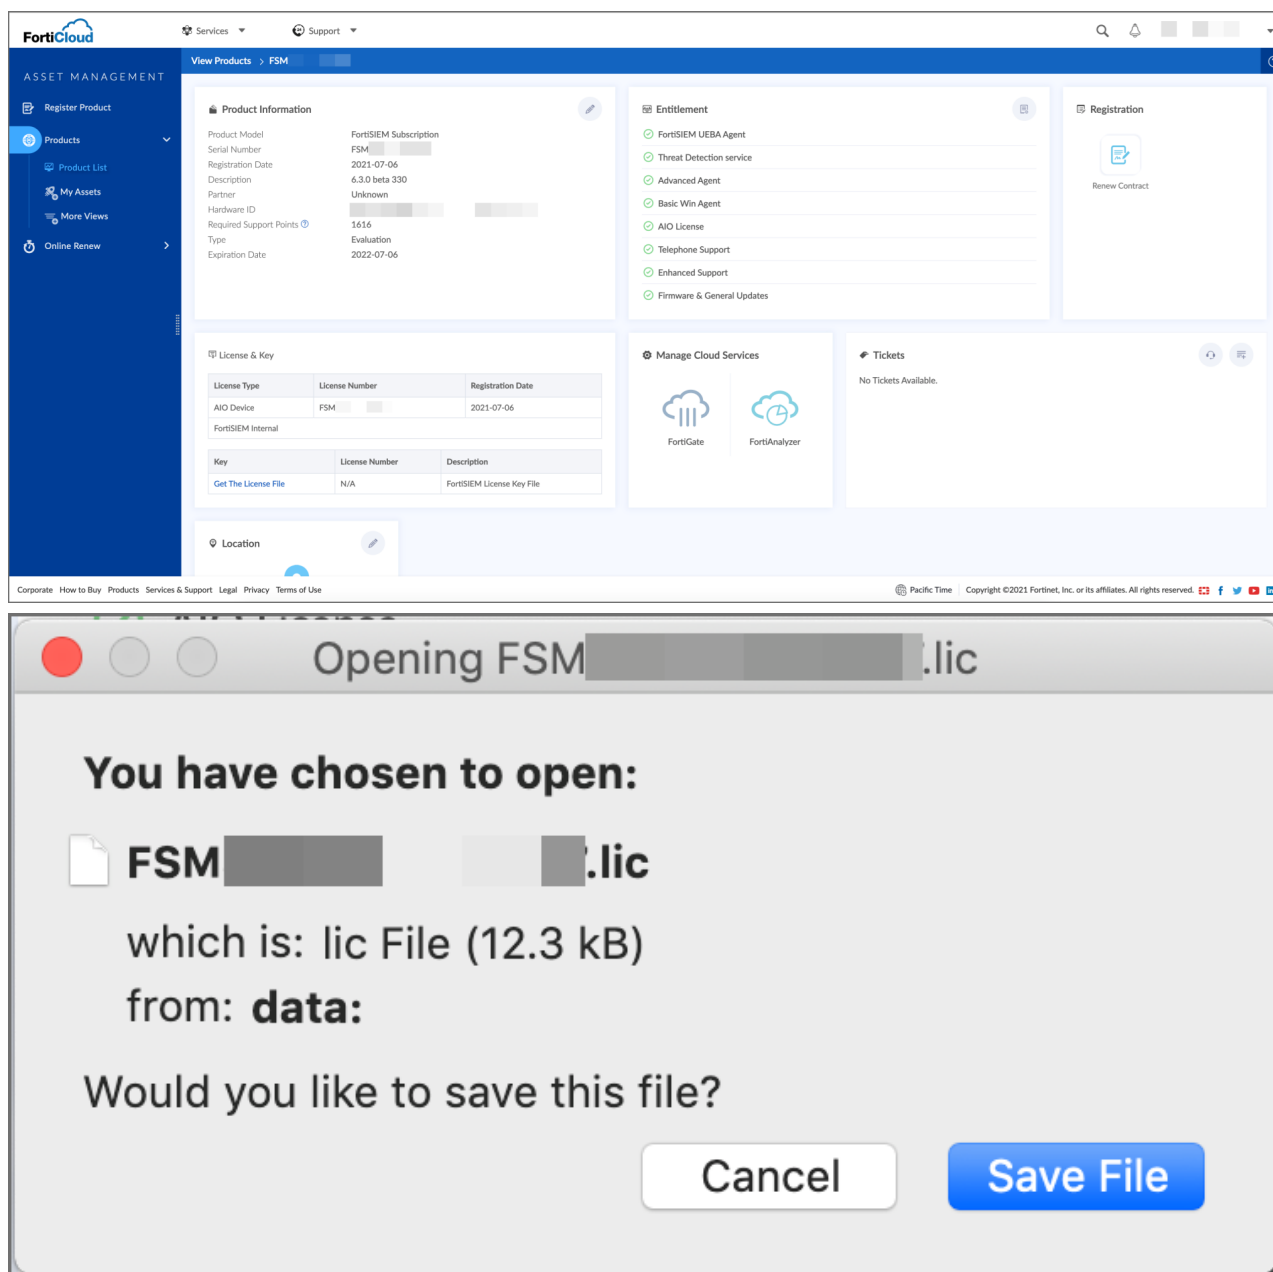 FortiCloud
Services
Support
ASSET MANAGEMENT
Register Product
Products
Product List
My Assets
More Views
Online Renew
View Products > FSM
Product Information
Product Model FortiSIEM Subscription
Serial Number FSM
Registration Date 2021-07-06
Description 6.3.0 beta 330
Partner Unknown
Hardware ID
Required Support Points 1616
Type Evaluation
Expiration Date 2022-07-06
Entitlement
FortiSIEM UEBA Agent
Threat Detection service
Advanced Agent
Basic Win Agent
AIO License
Telephone Support
Enhanced Support
Firmware & General Updates
Registration
Renew Contract
License & Key
License Type License Number Registration Date
AIO Device FSM 2021-07-06
FortiSIEM Internal
Key License Number Description
Get The License File N/A FortiSIEM License Key File
Manage Cloud Services
FortiGate FortiAnalyzer
Tickets
No Tickets Available.
Location
Corporate How to Buy Products Services & Support Legal Privacy Terms of Use
Pacific Time Copyright ©2021 Fortinet, Inc. or its affiliates. All rights reserved.
Opening FSM .lic
You have chosen to open:
FSM .lic
which is: lic File (12.3 kB)
from: data:
Would you like to save this file?
Cancel
Save File